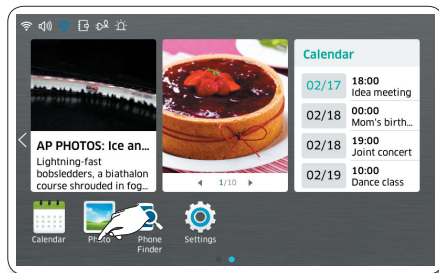 AP PHOTOS: Ice an...
Lightning-fast
bobsledders, a biathalon
course shrouded in fog...
1/10
Calendar
02/17
18:00
Idea meeting
02/18
00:00
Mom's birth...
02/18
19:00
Joint concert
02/19
10:00
Dance class
Calendar
Photo
Phone
Finder
Settings